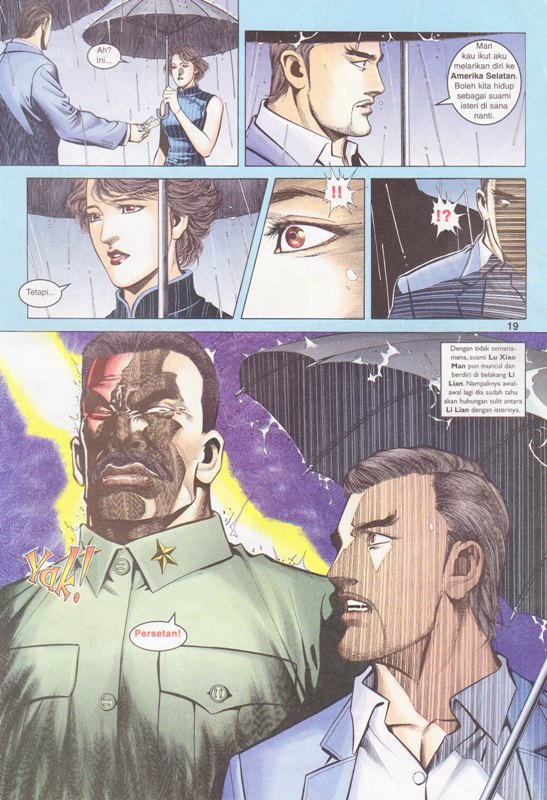 Ah?
Ini...
Mari
kau ikut aku
melarikan diri ke
Amerika Selatan.
Boleh kita hidup
sebagai suami
isteri di sana
nanti.
Tetapi...
!!
!?
19
Dengan tidak semena-
mena, suami Lu Xiao
Man pun muncul dan
berdiri di belakang Li
Lian. Nampaknya awal-
awal lagi dia sudah tahu
akan hubungan sulit antara
Li Lian dengan isterinya.
Yak!
Persetan!